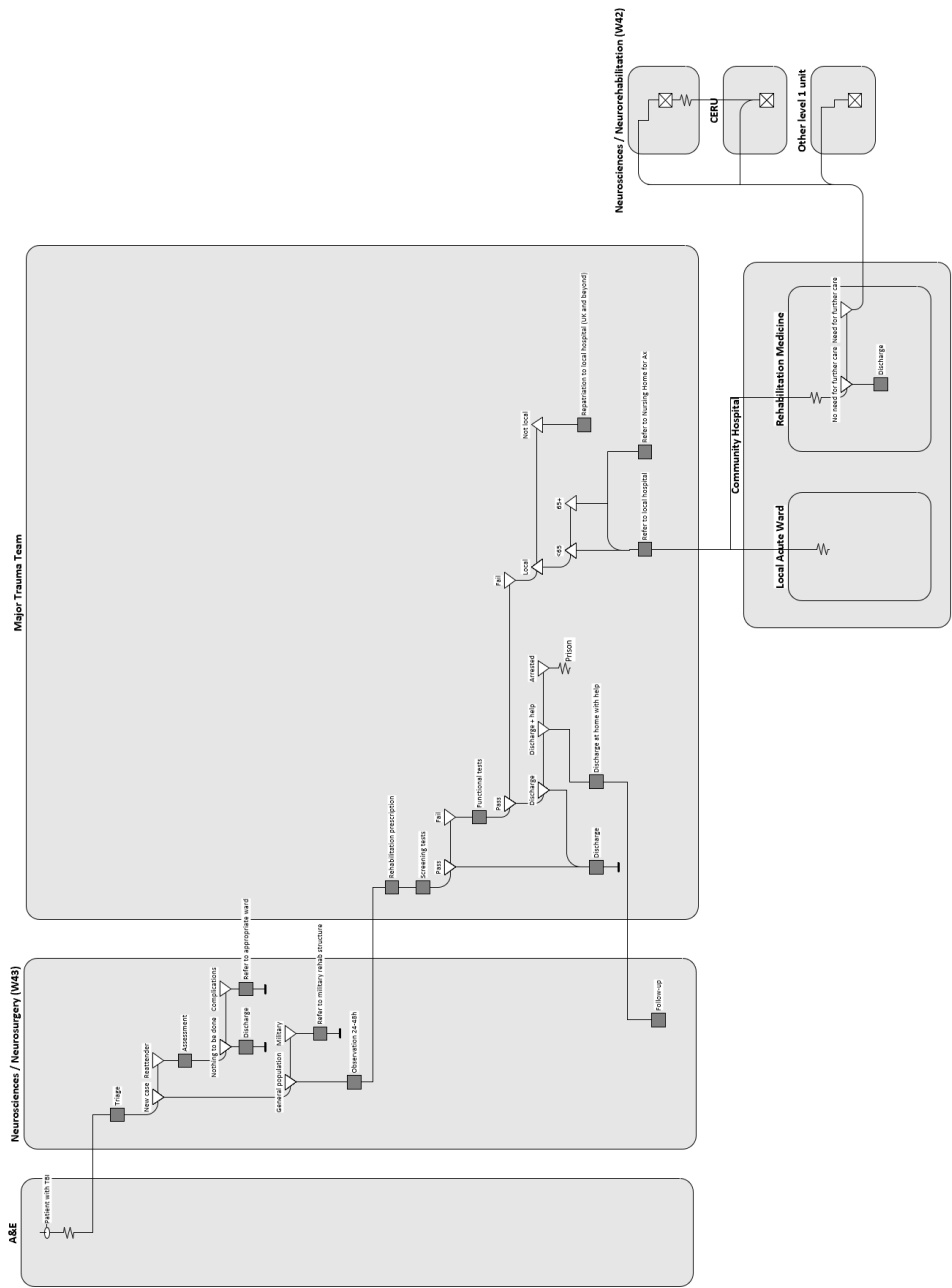 A&E
Patient with TBI
Neurosciences / Neurosurgery (W43)
Triage
New case
Reattender
Assessment
Nothing to be done
Complications
Discharge
Refer to appropriate ward
General population
Military
Refer to military rehab structure
Observation 24-48h
Follow-up
Major Trauma Team
Rehabilitation prescription
Screening tests
Pass
Fail
Functional tests
Pass
Fail
Discharge
Discharge + help
Arrested
Prison
Discharge
Discharge at home with help
Local
Not local
<65
65+
Repatriation to local hospital (UK and beyond)
Refer to local hospital
Refer to Nursing Home for Ax
Community Hospital
Local Acute Ward
Rehabilitation Medicine
No need for further care
Need for further care
Discharge
Neurosciences / Neurorehabilitation (W42)
CERU
Other level 1 unit